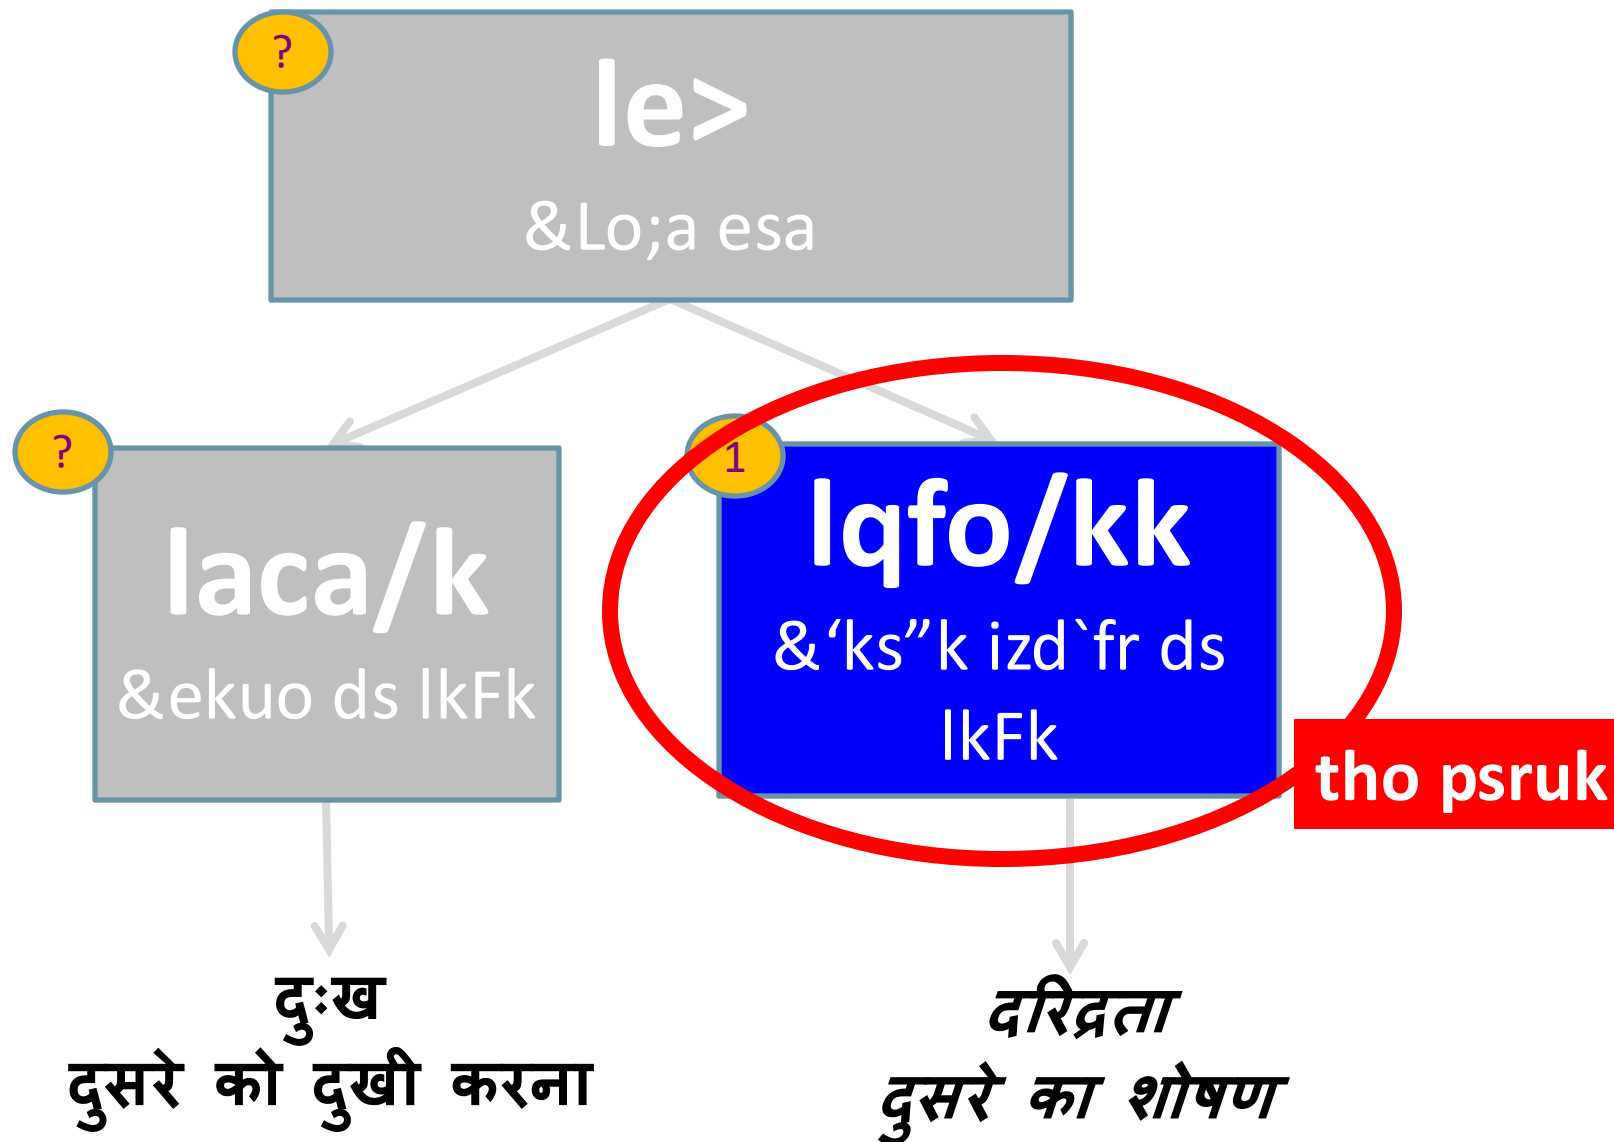 ?
le>
&Lo;a esa
?
laca/k
&ekuo ds lkFk
1
lqfo/kk
&‘ks”k izd`fr ds
lkFk
tho psruk
दुःख
दुसरे को दुखी करना
दरिद्रता
दुसरे का शोषण